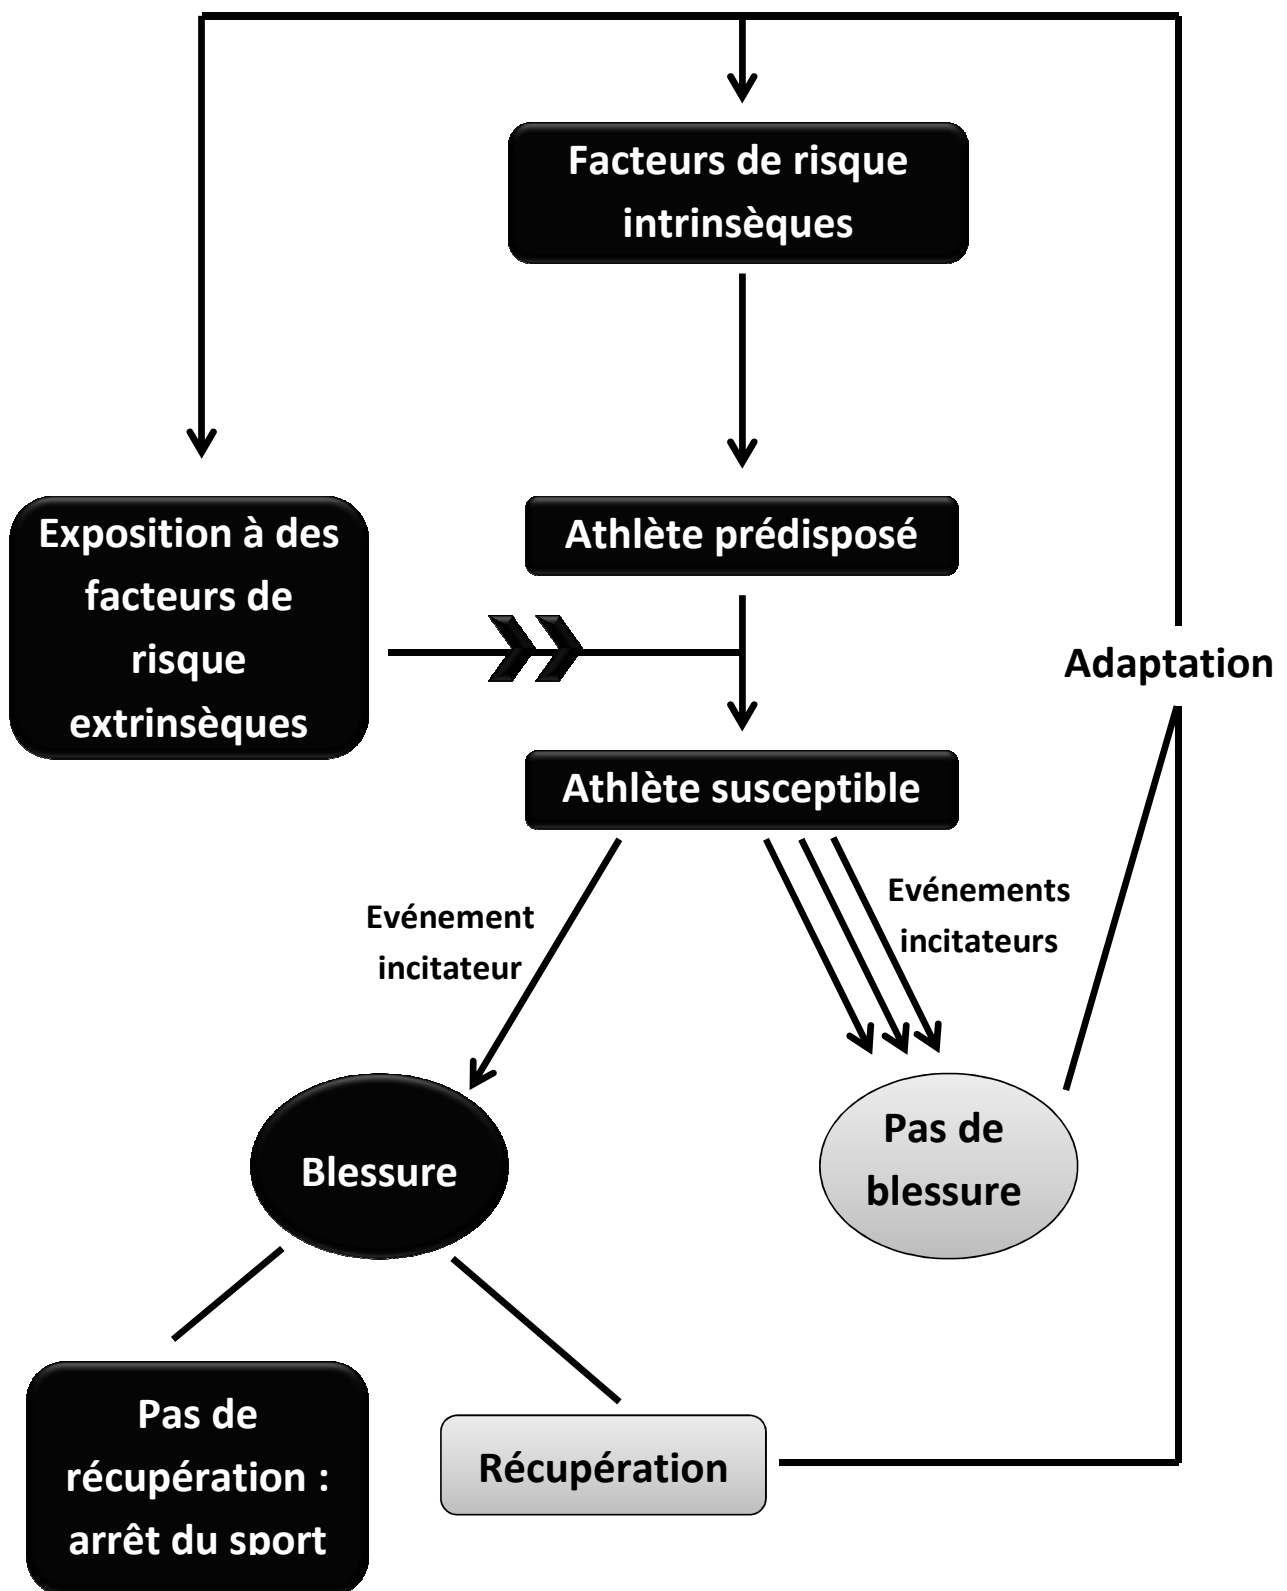 Facteurs de risque
intrinsèques
Exposition à des
facteurs de
risque
extrinsèques
Athlète prédisposé
Adaptation
Athlète susceptible
Evénement
incitateur
Evénements
incitateurs
Blessure
Pas de
blessure
Pas de
récupération :
arrêt du sport
Récupération